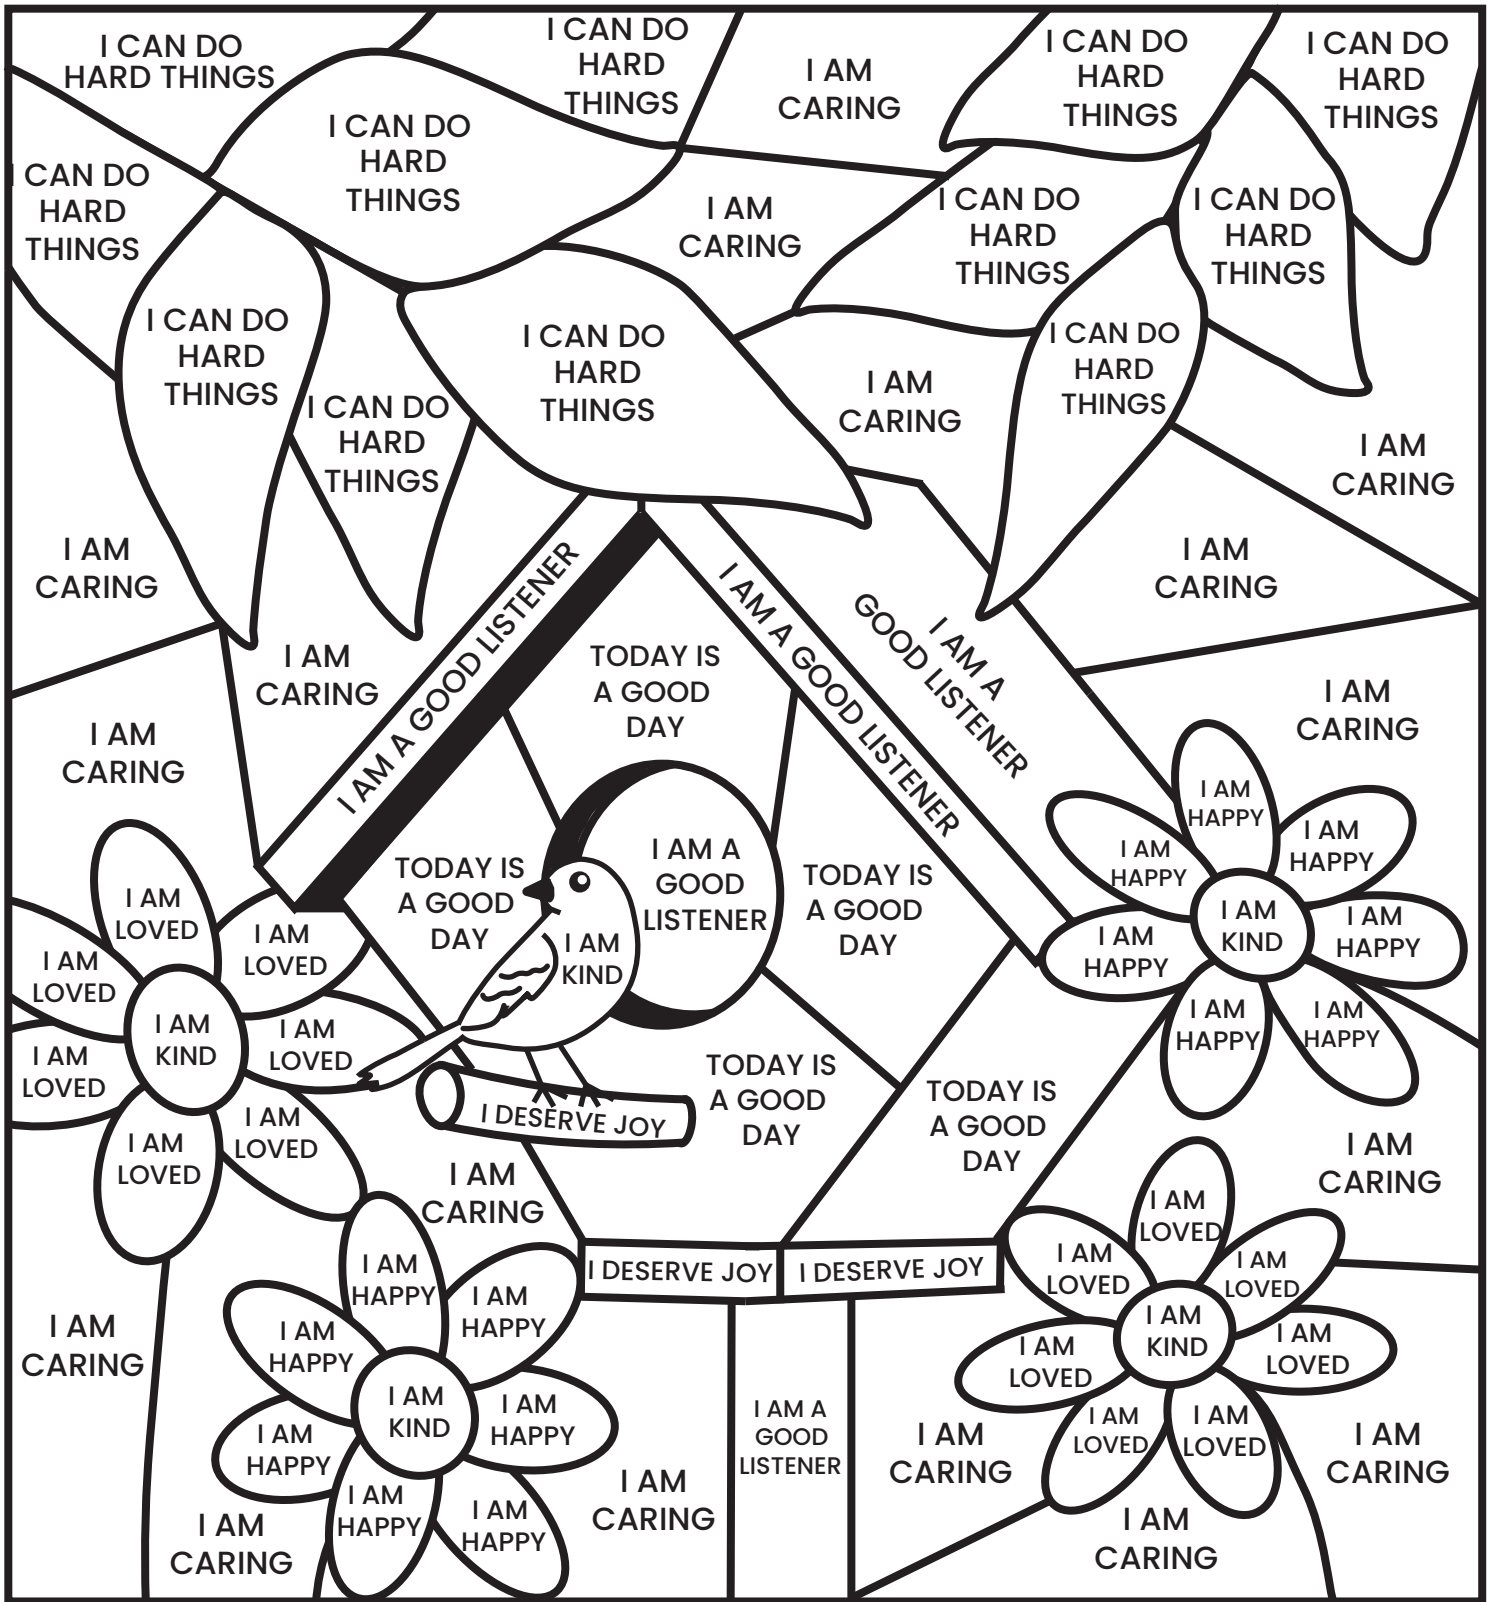 I CAN DO
HARD THINGS
I CAN DO
HARD
THINGS
I AM
CARING
I CAN DO
HARD
THINGS
I CAN DO
HARD
THINGS
I CAN DO
HARD
THINGS
I CAN DO
HARD
THINGS
I AM
CARING
I CAN DO
HARD
THINGS
I CAN DO
HARD
THINGS
I CAN DO
HARD
THINGS
I CAN DO
HARD
THINGS
I CAN DO
HARD
THINGS
I AM
CARING
I CAN DO
HARD
THINGS
I CAN DO
HARD
THINGS
I AM
CARING
I AM
CARING
I AM
CARING
I AM
CARING
I AM A GOOD LISTENER
TODAY IS
A GOOD
DAY
I AM A GOOD LISTENER
I AM A
GOOD LISTENER
I AM
CARING
I AM
CARING
I AM
HAPPY
I AM
HAPPY
I AM
HAPPY
I AM
HAPPY
I AM
KIND
I AM
HAPPY
I AM
HAPPY
I AM
HAPPY
TODAY IS
A GOOD
DAY
I AM A
GOOD
LISTENER
I AM
KIND
TODAY IS
A GOOD
DAY
I AM
LOVED
I AM
LOVED
I AM
LOVED
I AM
KIND
I AM
LOVED
I AM
LOVED
I AM
LOVED
I AM
LOVED
I DESERVE JOY
TODAY IS
A GOOD
DAY
TODAY IS
A GOOD
DAY
I AM
CARING
I AM
CARING
I DESERVE JOY
I DESERVE JOY
I AM
LOVED
I AM
LOVED
I AM
LOVED
I AM
KIND
I AM
LOVED
I AM
LOVED
I AM
LOVED
I AM
LOVED
I AM
CARING
I AM
HAPPY
I AM
HAPPY
I AM
HAPPY
I AM
KIND
I AM
HAPPY
I AM
HAPPY
I AM
HAPPY
I AM
HAPPY
I AM
CARING
I AM
CARING
I AM A
GOOD
LISTENER
I AM
CARING
I AM
CARING
I AM
CARING